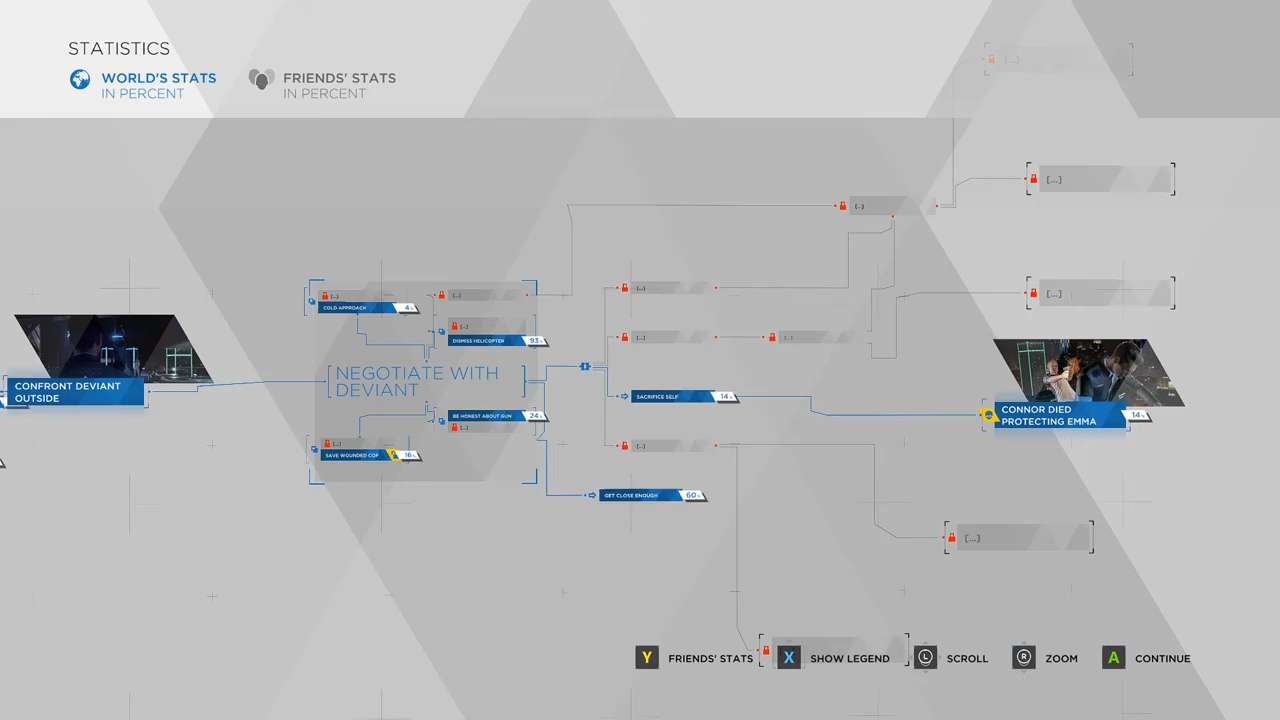 STATISTICS
WORLD'S STATS
IN PERCENT
FRIENDS' STATS
IN PERCENT
[...]
[...]
[...]
[...]
[...]
COLD APPROACH 4%
[...]
[...]
DISMISS HELICOPTER 93%
[...]
[...]
[...]
CONFRONT DEVIANT
OUTSIDE
NEGOTIATE WITH
DEVIANT
SACRIFICE SELF 14%
CONNOR DIED
PROTECTING EMMA
14%
BE HONEST ABOUT GUN 24%
[...]
[...]
SAVE WOUNDED COP 16%
[...]
GET CLOSE ENOUGH 60%
[...]
Y FRIENDS' STATS
X SHOW LEGEND
L SCROLL
R ZOOM
A CONTINUE